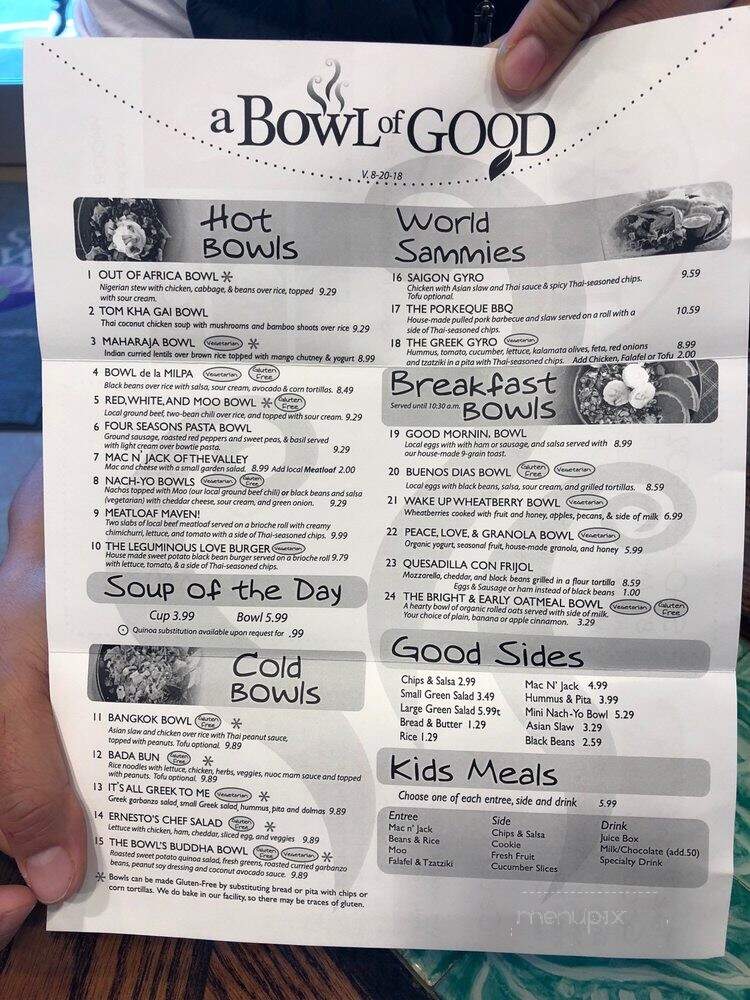 a BOWL of GOOD
V. 8-20-18
Hot
BOWLS
1 OUT OF AFRICA BOWL *
Nigerian stew with chicken, cabbage, & beans over rice, topped 9.29
with sour cream.
2 TOM KHA GAI BOWL
Thai coconut chicken soup with mushrooms and bamboo shoots over rice 9.29
3 MAHARAJA BOWL Vegetarian *
Indian curried lentils over brown rice topped with mango chutney & yogurt 8.99
4 BOWL de la MILPA Vegetarian Gluten Free
Black beans over rice with salsa, sour cream, avocado & corn tortillas. 8.49
5 RED, WHITE, AND MOO BOWL * Gluten Free
Local ground beef, two-bean chili over rice, and topped with sour cream. 9.29
6 FOUR SEASONS PASTA BOWL
Ground sausage, roasted red peppers and sweet peas, & basil served
with light cream over bowtie pasta. 9.29
7 MAC N' JACK OF THE VALLEY
Mac and cheese with a small garden salad. 8.99 Add local Meatloaf 2.00
8 NACH-YO BOWLS Vegetarian Gluten Free
Nachos topped with Moo (our local ground beef chili) or black beans and salsa
(vegetarian) with cheddar cheese, sour cream, and green onion. 9.29
9 MEATLOAF MAVEN!
Two slabs of local beef meatloaf served on a brioche roll with creamy
chimichurri, lettuce, and tomato with a side of Thai-seasoned chips. 9.99
10 THE LEGUMINOUS LOVE BURGER Vegetarian
House made sweet potato black bean burger served on a brioche roll 9.79
with lettuce, tomato, & a side of Thai-seasoned chips.
Soup of the Day
Cup 3.99 Bowl 5.99
Quinoa substitution available upon request for .99
Cold
BOWLS
11 BANGKOK BOWL Gluten Free *
Asian slaw and chicken over rice with Thai peanut sauce,
topped with peanuts. Tofu optional. 9.89
12 BADA BUN Gluten Free *
Rice noodles with lettuce, chicken, herbs, veggies, nuoc mam sauce and topped
with peanuts. Tofu optional. 9.89
13 IT'S ALL GREEK TO ME Vegetarian *
Greek garbanzo salad, small Greek salad, hummus, pita and dolmas 9.89
14 ERNESTO'S CHEF SALAD Gluten Free *
Lettuce with chicken, ham, cheddar, sliced egg, and veggies 9.89
15 THE BOWL'S BUDDHA BOWL Gluten Free Vegetarian *
Roasted sweet potato quinoa salad, fresh greens, roasted curried garbanzo
beans, peanut soy dressing and coconut avocado sauce. 9.89
* Bowls can be made Gluten-Free by substituting bread or pita with chips or
corn tortillas. We do bake in our facility, so there may be traces of gluten.
World
Sammies
16 SAIGON GYRO 9.59
Chicken with Asian slaw and Thai sauce & spicy Thai-seasoned chips.
Tofu optional.
17 THE PORKEQUE BBQ 10.59
House-made pulled pork barbecue and slaw served on a roll with a
side of Thai-seasoned chips.
18 THE GREEK GYRO Vegetarian 8.99
Hummus, tomato, cucumber, lettuce, kalamata olives, feta, red onions
and tzatziki in a pita with Thai-seasoned chips. Add Chicken, Falafel or Tofu 2.00
Breakfast
Served until 10:30 a.m. BOWLS
19 GOOD MORNIN, BOWL
Local eggs with with ham or sausage, and salsa served with 8.99
our house-made 9-grain toast.
20 BUENOS DIAS BOWL Gluten Free Vegetarian
Local eggs with black beans, salsa, sour cream, and grilled tortillas. 8.59
21 WAKE UP WHEATBERRY BOWL Vegetarian
Wheatberries cooked with fruit and honey, apples, pecans, & side of milk 6.99
22 PEACE, LOVE, & GRANOLA BOWL Vegetarian
Organic yogurt, seasonal fruit, house-made granola, and honey 5.99
23 QUESADILLA CON FRIJOL
Mozzarella, cheddar, and black beans grilled in a flour tortilla 8.59
Eggs & Sausage or ham instead of black beans 1.00
24 THE BRIGHT & EARLY OATMEAL BOWL Vegetarian Gluten Free
A hearty bowl of organic rolled oats served with side of milk.
Your choice of plain, banana or apple cinnamon. 3.29
Good Sides
Chips & Salsa 2.99
Small Green Salad 3.49
Large Green Salad 5.99t
Bread & Butter 1.29
Rice 1.29
Mac N' Jack 4.99
Hummus & Pita 3.99
Mini Nach-Yo Bowl 5.29
Asian Slaw 3.29
Black Beans 2.59
Kids Meals
Choose one of each entree, side and drink 5.99
Entree
Mac n' Jack
Beans & Rice
Moo
Falafel & Tzatziki
Side
Chips & Salsa
Cookie
Fresh Fruit
Cucumber Slices
Drink
Juice Box
Milk/Chocolate (add.50)
Specialty Drink
menupix